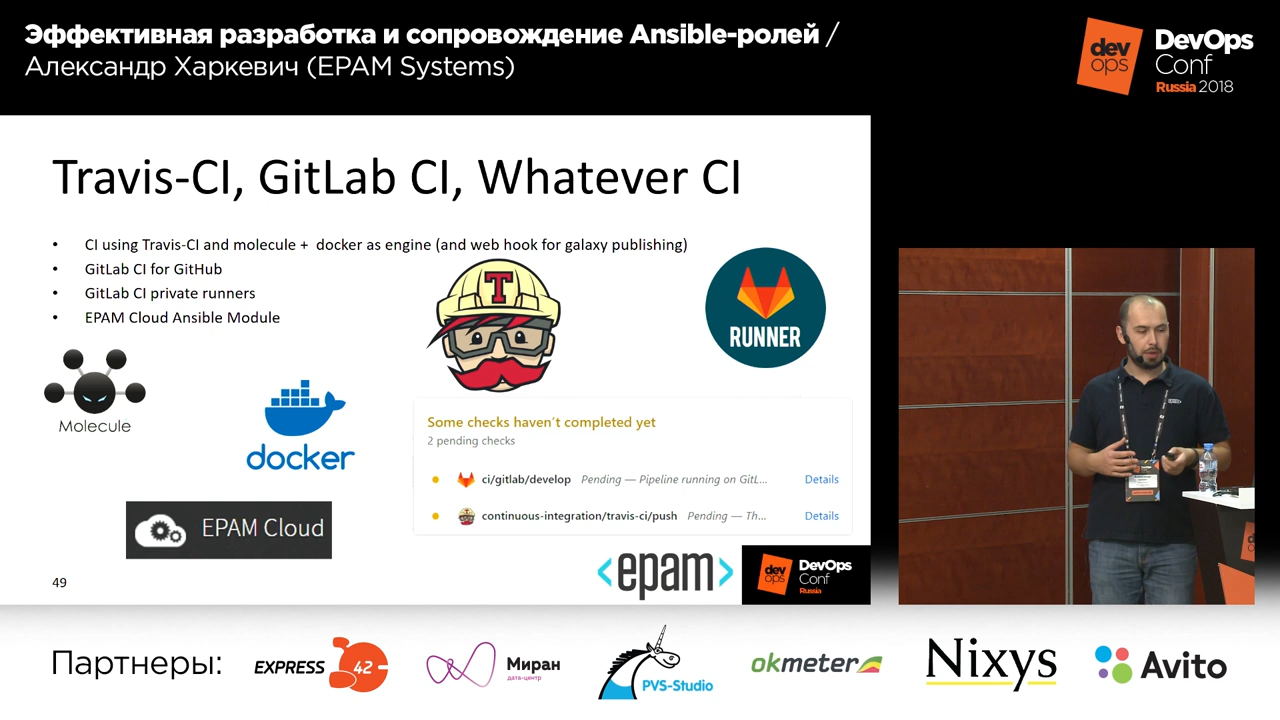 Эффективная разработка и сопровождение Ansible-ролей /
Александр Харкевич (EPAM Systems)
dev
ops
DevOps
Conf
Russia 2018
Travis-CI, GitLab CI, Whatever CI
• CI using Travis-CI and molecule + docker as engine (and web hook for galaxy publishing)
• GitLab CI for GitHub
• GitLab CI private runners
• EPAM Cloud Ansible Module
T
RUNNER
Molecule
docker
Some checks haven't completed yet
2 pending checks
ci/gitlab/develop Pending — Pipeline running on GitL... Details
continuous-integration/travis-ci/push Pending — Th... Details
EPAM Cloud
49
<epam>
dev
ops
DevOps
Conf
Russia
Партнеры:
EXPRESS 42
Миран
дата-центр
PVS-Studio
okmeter
Nixys
Avito